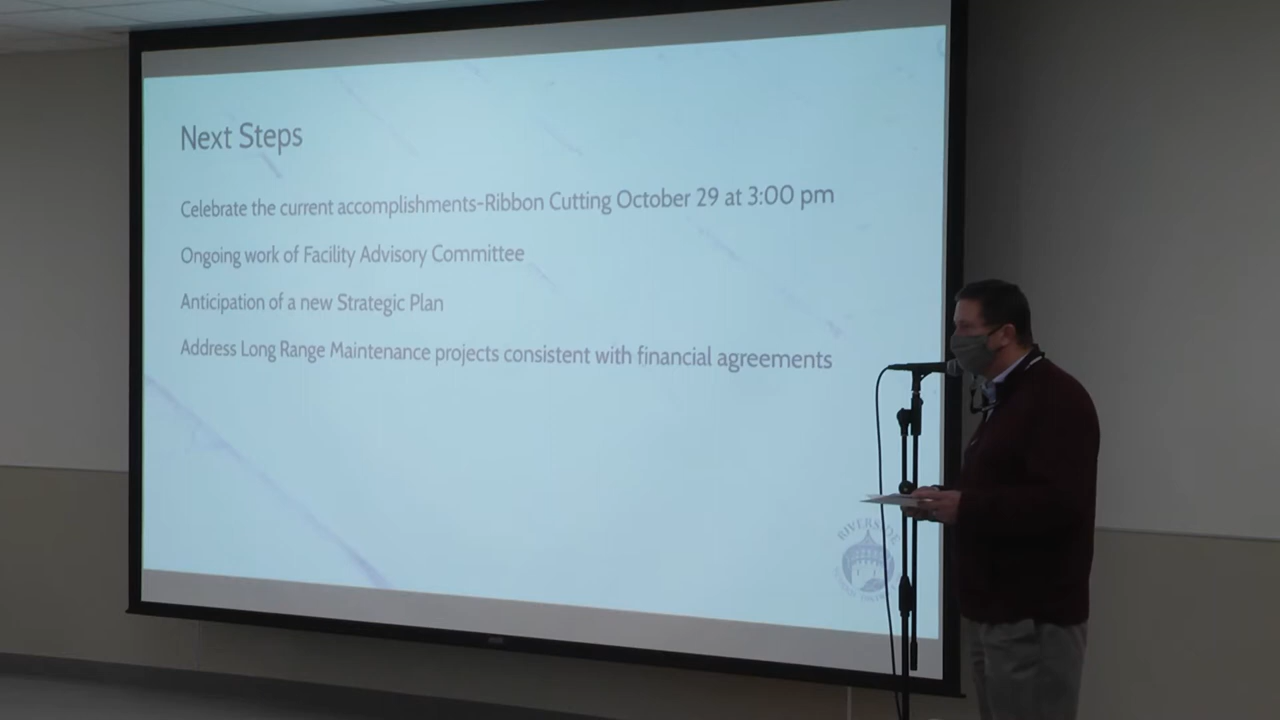 Next Steps
Celebrate the current accomplishments-Ribbon Cutting October 29 at 3:00 pm
Ongoing work of Facility Advisory Committee
Anticipation of a new Strategic Plan
Address Long Range Maintenance projects consistent with financial agreements
RIVERSIDE